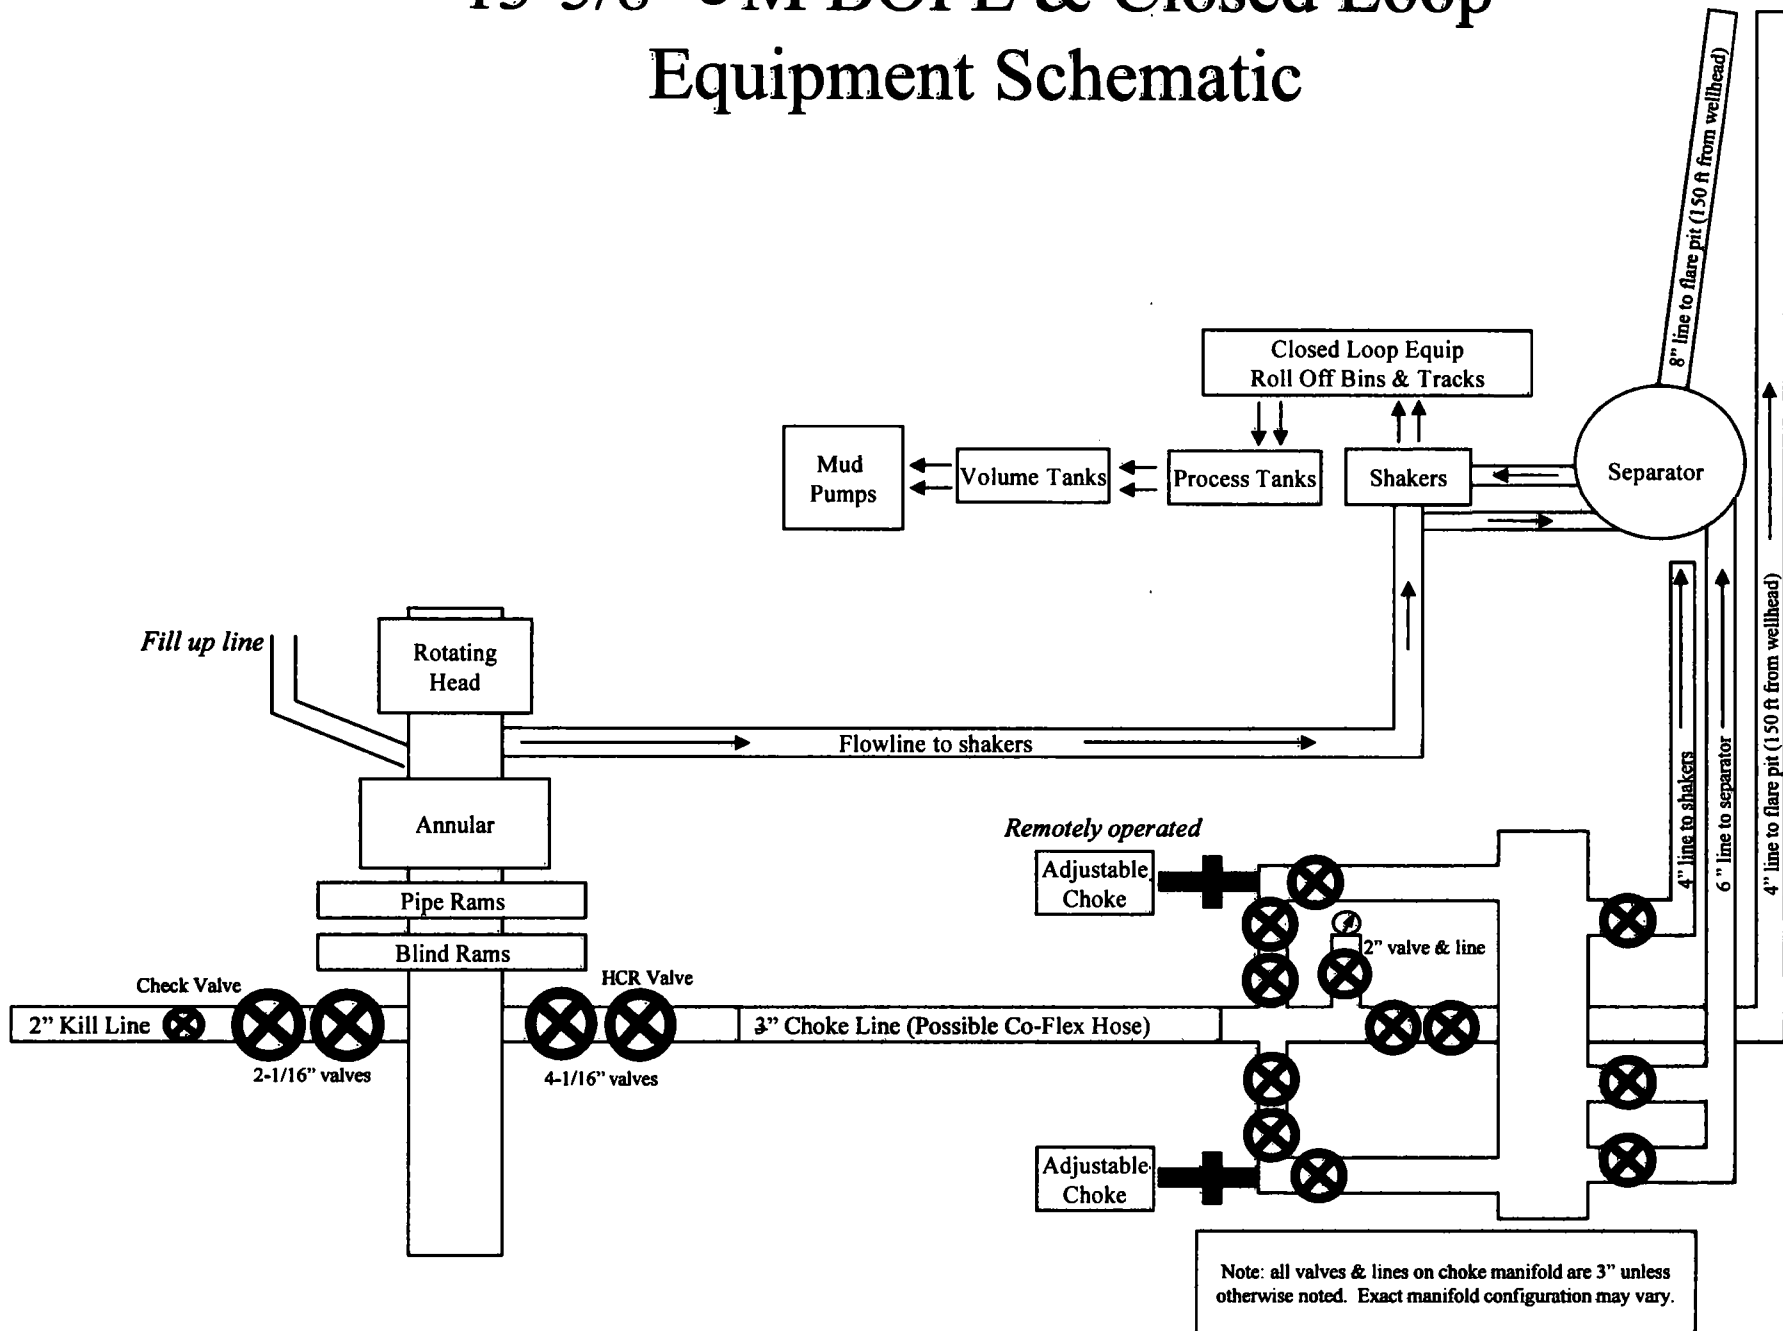 & Closed Loop
Equipment Schematic
8” line to flare pit (150 ft from wellhead)
Closed Loop Equip
Roll Off Bins & Tracks
Mud
Pumps
Volume Tanks
Process Tanks
Shakers
Separator
Fill up line
Rotating
Head
Flowline to shakers
Annular
Pipe Rams
Blind Rams
Check Valve
HCR Valve
2” Kill Line
3” Choke Line (Possible Co-Flex Hose)
2-1/16” valves
4-1/16” valves
Remotely operated
Adjustable
Choke
2” valve & line
4” line to shakers
6” line to separator
4” line to flare pit (150 ft from wellhead)
Adjustable
Choke
Note: all valves & lines on choke manifold are 3” unless
otherwise noted. Exact manifold configuration may vary.